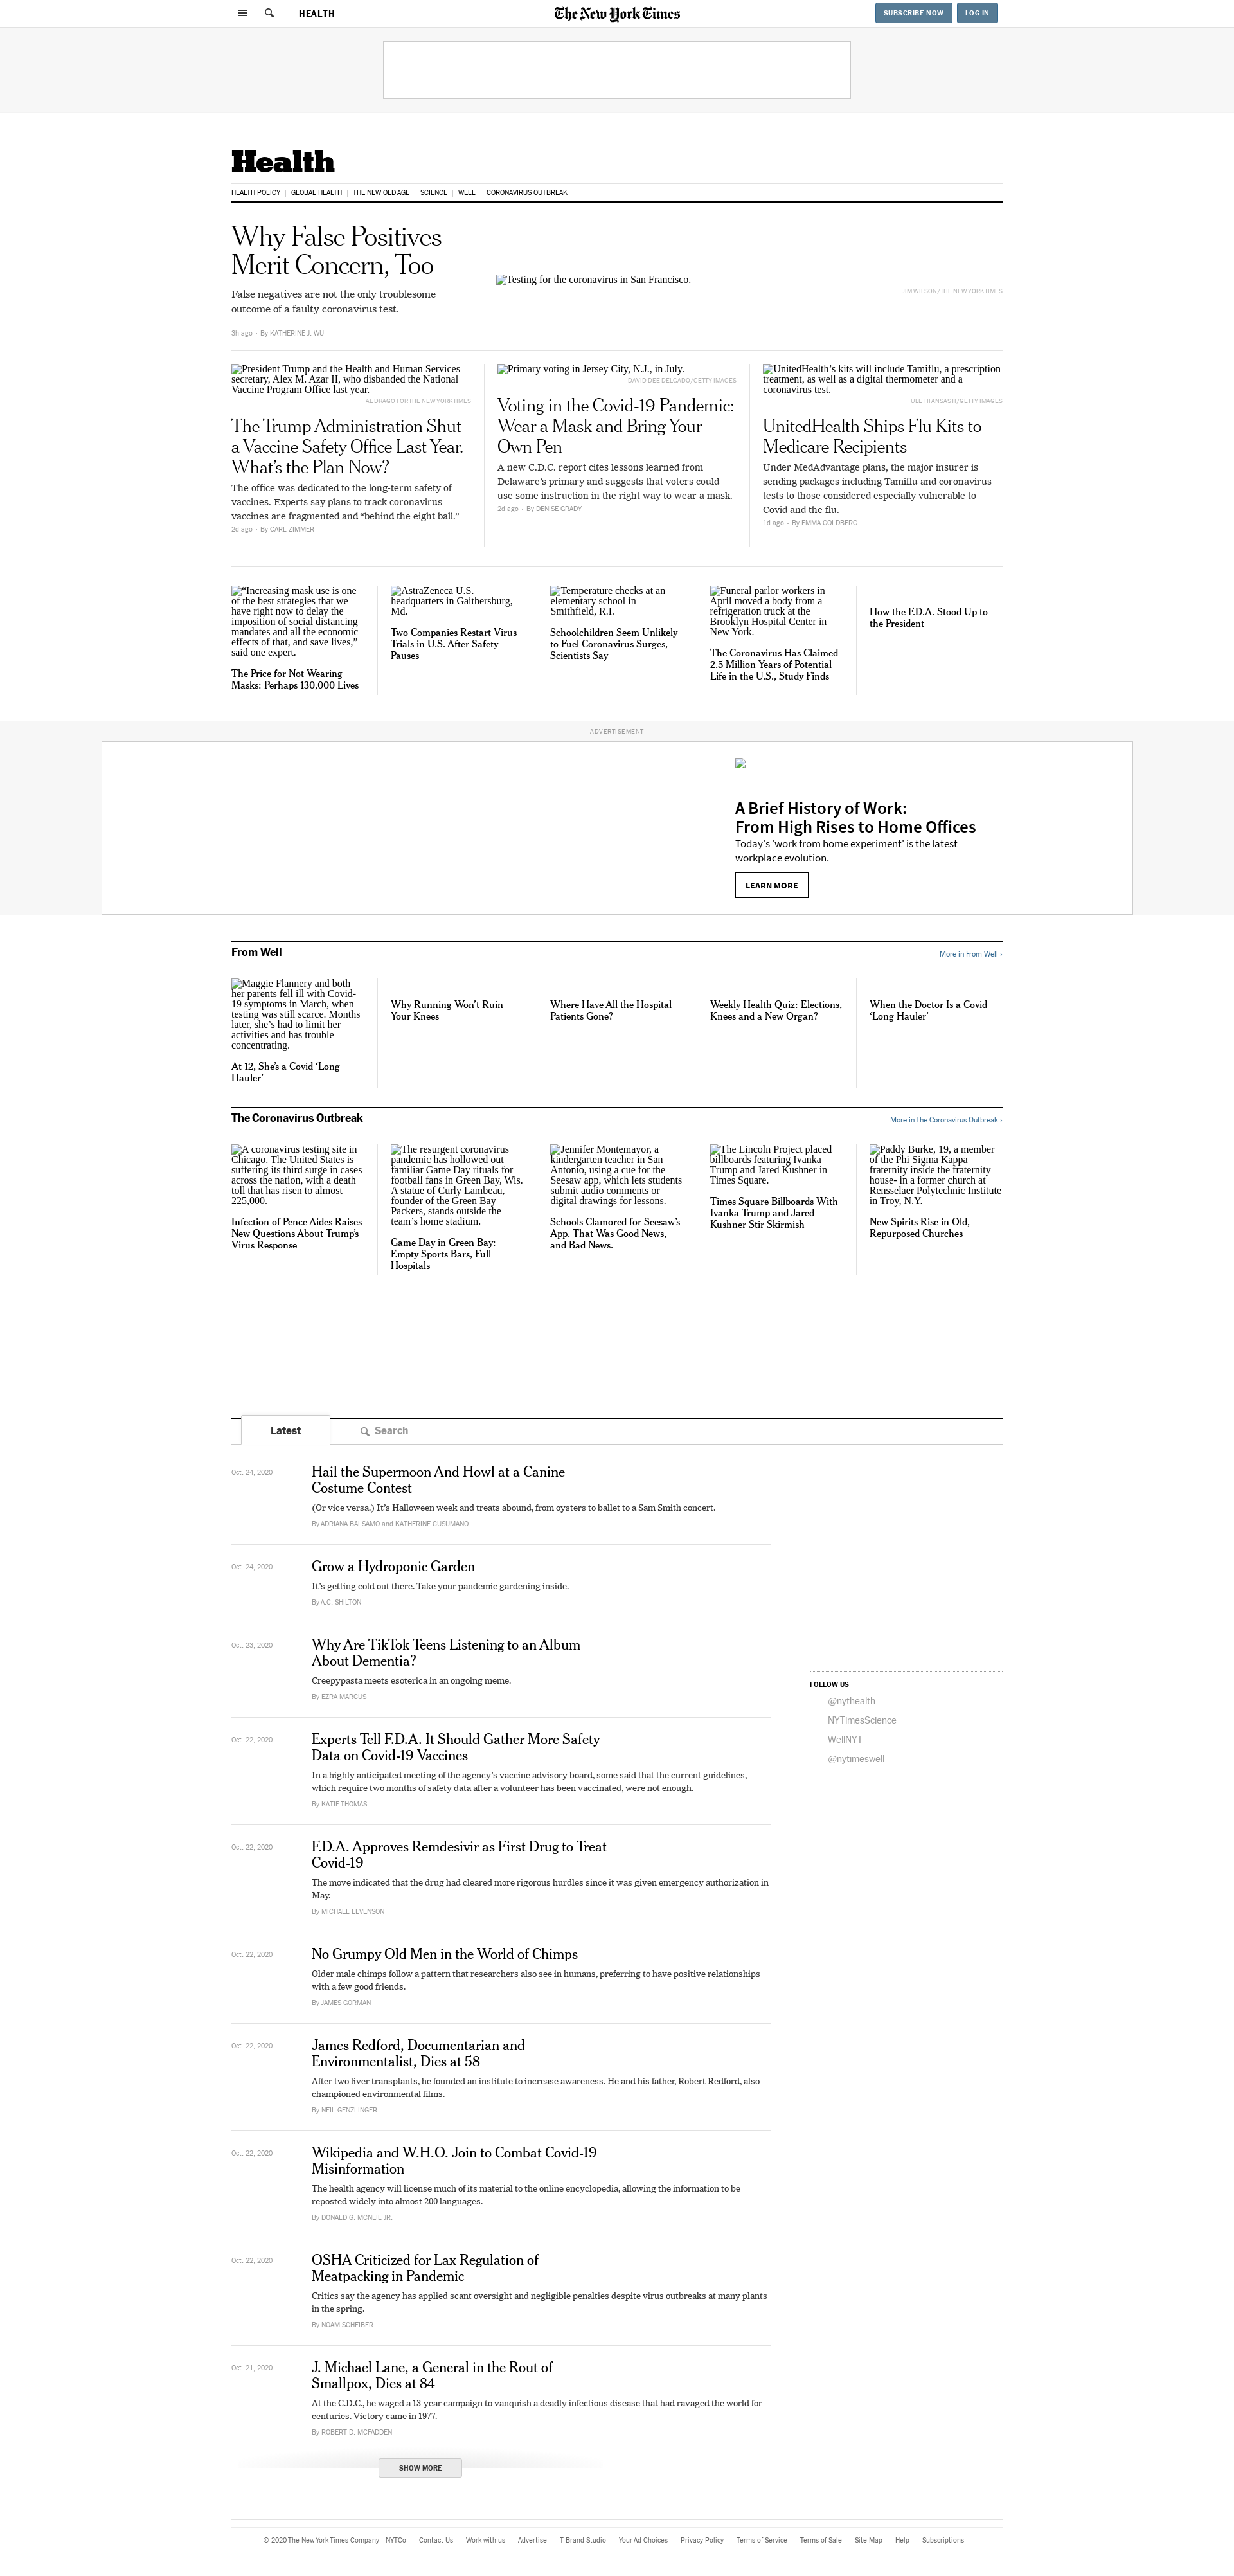 HEALTH
The New York Times
SUBSCRIBE NOW
LOG IN
Health
HEALTH POLICY | GLOBAL HEALTH | THE NEW OLD AGE | SCIENCE | WELL | CORONAVIRUS OUTBREAK
Why False Positives
Merit Concern, Too
False negatives are not the only troublesome
outcome of a faulty coronavirus test.
3h ago • By KATHERINE J. WU
Testing for the coronavirus in San Francisco.
JIM WILSON/THE NEW YORK TIMES
President Trump and the Health and Human Services
secretary, Alex M. Azar II, who disbanded the National
Vaccine Program Office last year.
AL DRAGO FOR THE NEW YORK TIMES
The Trump Administration Shut
a Vaccine Safety Office Last Year.
What’s the Plan Now?
The office was dedicated to the long-term safety of
vaccines. Experts say plans to track coronavirus
vaccines are fragmented and “behind the eight ball.”
2d ago • By CARL ZIMMER
Primary voting in Jersey City, N.J., in July.
DAVID DEE DELGADO/GETTY IMAGES
Voting in the Covid-19 Pandemic:
Wear a Mask and Bring Your
Own Pen
A new C.D.C. report cites lessons learned from
Delaware’s primary and suggests that voters could
use some instruction in the right way to wear a mask.
2d ago • By DENISE GRADY
UnitedHealth’s kits will include Tamiflu, a prescription
treatment, as well as a digital thermometer and a
coronavirus test.
ULET IFANSASTI/GETTY IMAGES
UnitedHealth Ships Flu Kits to
Medicare Recipients
Under MedAdvantage plans, the major insurer is
sending packages including Tamiflu and coronavirus
tests to those considered especially vulnerable to
Covid and the flu.
1d ago • By EMMA GOLDBERG
“Increasing mask use is one
of the best strategies that we
have right now to delay the
imposition of social distancing
mandates and all the economic
effects of that, and save lives,”
said one expert.
The Price for Not Wearing
Masks: Perhaps 130,000 Lives
AstraZeneca U.S.
headquarters in Gaithersburg,
Md.
Two Companies Restart Virus
Trials in U.S. After Safety
Pauses
Temperature checks at an
elementary school in
Smithfield, R.I.
Schoolchildren Seem Unlikely
to Fuel Coronavirus Surges,
Scientists Say
Funeral parlor workers in
April moved a body from a
refrigeration truck at the
Brooklyn Hospital Center in
New York.
The Coronavirus Has Claimed
2.5 Million Years of Potential
Life in the U.S., Study Finds
How the F.D.A. Stood Up to
the President
ADVERTISEMENT
A Brief History of Work:
From High Rises to Home Offices
Today's 'work from home experiment' is the latest
workplace evolution.
LEARN MORE
From Well
More in From Well ›
Maggie Flannery and both
her parents fell ill with Covid-
19 symptoms in March, when
testing was still scarce. Months
later, she’s had to limit her
activities and has trouble
concentrating.
At 12, She’s a Covid ‘Long
Hauler’
Why Running Won’t Ruin
Your Knees
Where Have All the Hospital
Patients Gone?
Weekly Health Quiz: Elections,
Knees and a New Organ?
When the Doctor Is a Covid
‘Long Hauler’
The Coronavirus Outbreak
More in The Coronavirus Outbreak ›
A coronavirus testing site in
Chicago. The United States is
suffering its third surge in cases
across the nation, with a death
toll that has risen to almost
225,000.
Infection of Pence Aides Raises
New Questions About Trump’s
Virus Response
The resurgent coronavirus
pandemic has hollowed out
familiar Game Day rituals for
football fans in Green Bay, Wis.
A statue of Curly Lambeau,
founder of the Green Bay
Packers, stands outside the
team’s home stadium.
Game Day in Green Bay:
Empty Sports Bars, Full
Hospitals
Jennifer Montemayor, a
kindergarten teacher in San
Antonio, using a cue for the
Seesaw app, which lets students
submit audio comments or
digital drawings for lessons.
Schools Clamored for Seesaw’s
App. That Was Good News,
and Bad News.
The Lincoln Project placed
billboards featuring Ivanka
Trump and Jared Kushner in
Times Square.
Times Square Billboards With
Ivanka Trump and Jared
Kushner Stir Skirmish
Paddy Burke, 19, a member
of the Phi Sigma Kappa
fraternity inside the fraternity
house- in a former church at
Rensselaer Polytechnic Institute
in Troy, N.Y.
New Spirits Rise in Old,
Repurposed Churches
Latest
Search
Oct. 24, 2020
Hail the Supermoon And Howl at a Canine
Costume Contest
(Or vice versa.) It’s Halloween week and treats abound, from oysters to ballet to a Sam Smith concert.
By ADRIANA BALSAMO and KATHERINE CUSUMANO
Oct. 24, 2020
Grow a Hydroponic Garden
It’s getting cold out there. Take your pandemic gardening inside.
By A.C. SHILTON
Oct. 23, 2020
Why Are TikTok Teens Listening to an Album
About Dementia?
Creepypasta meets esoterica in an ongoing meme.
By EZRA MARCUS
FOLLOW US
@nythealth
NYTimesScience
WellNYT
@nytimeswell
Oct. 22, 2020
Experts Tell F.D.A. It Should Gather More Safety
Data on Covid-19 Vaccines
In a highly anticipated meeting of the agency’s vaccine advisory board, some said that the current guidelines,
which require two months of safety data after a volunteer has been vaccinated, were not enough.
By KATIE THOMAS
Oct. 22, 2020
F.D.A. Approves Remdesivir as First Drug to Treat
Covid-19
The move indicated that the drug had cleared more rigorous hurdles since it was given emergency authorization in
May.
By MICHAEL LEVENSON
Oct. 22, 2020
No Grumpy Old Men in the World of Chimps
Older male chimps follow a pattern that researchers also see in humans, preferring to have positive relationships
with a few good friends.
By JAMES GORMAN
Oct. 22, 2020
James Redford, Documentarian and
Environmentalist, Dies at 58
After two liver transplants, he founded an institute to increase awareness. He and his father, Robert Redford, also
championed environmental films.
By NEIL GENZLINGER
Oct. 22, 2020
Wikipedia and W.H.O. Join to Combat Covid-19
Misinformation
The health agency will license much of its material to the online encyclopedia, allowing the information to be
reposted widely into almost 200 languages.
By DONALD G. MCNEIL JR.
Oct. 22, 2020
OSHA Criticized for Lax Regulation of
Meatpacking in Pandemic
Critics say the agency has applied scant oversight and negligible penalties despite virus outbreaks at many plants
in the spring.
By NOAM SCHEIBER
Oct. 21, 2020
J. Michael Lane, a General in the Rout of
Smallpox, Dies at 84
At the C.D.C., he waged a 13-year campaign to vanquish a deadly infectious disease that had ravaged the world for
centuries. Victory came in 1977.
By ROBERT D. MCFADDEN
SHOW MORE
© 2020 The New York Times Company NYTCo Contact Us Work with us Advertise T Brand Studio Your Ad Choices Privacy Policy Terms of Service Terms of Sale Site Map Help Subscriptions